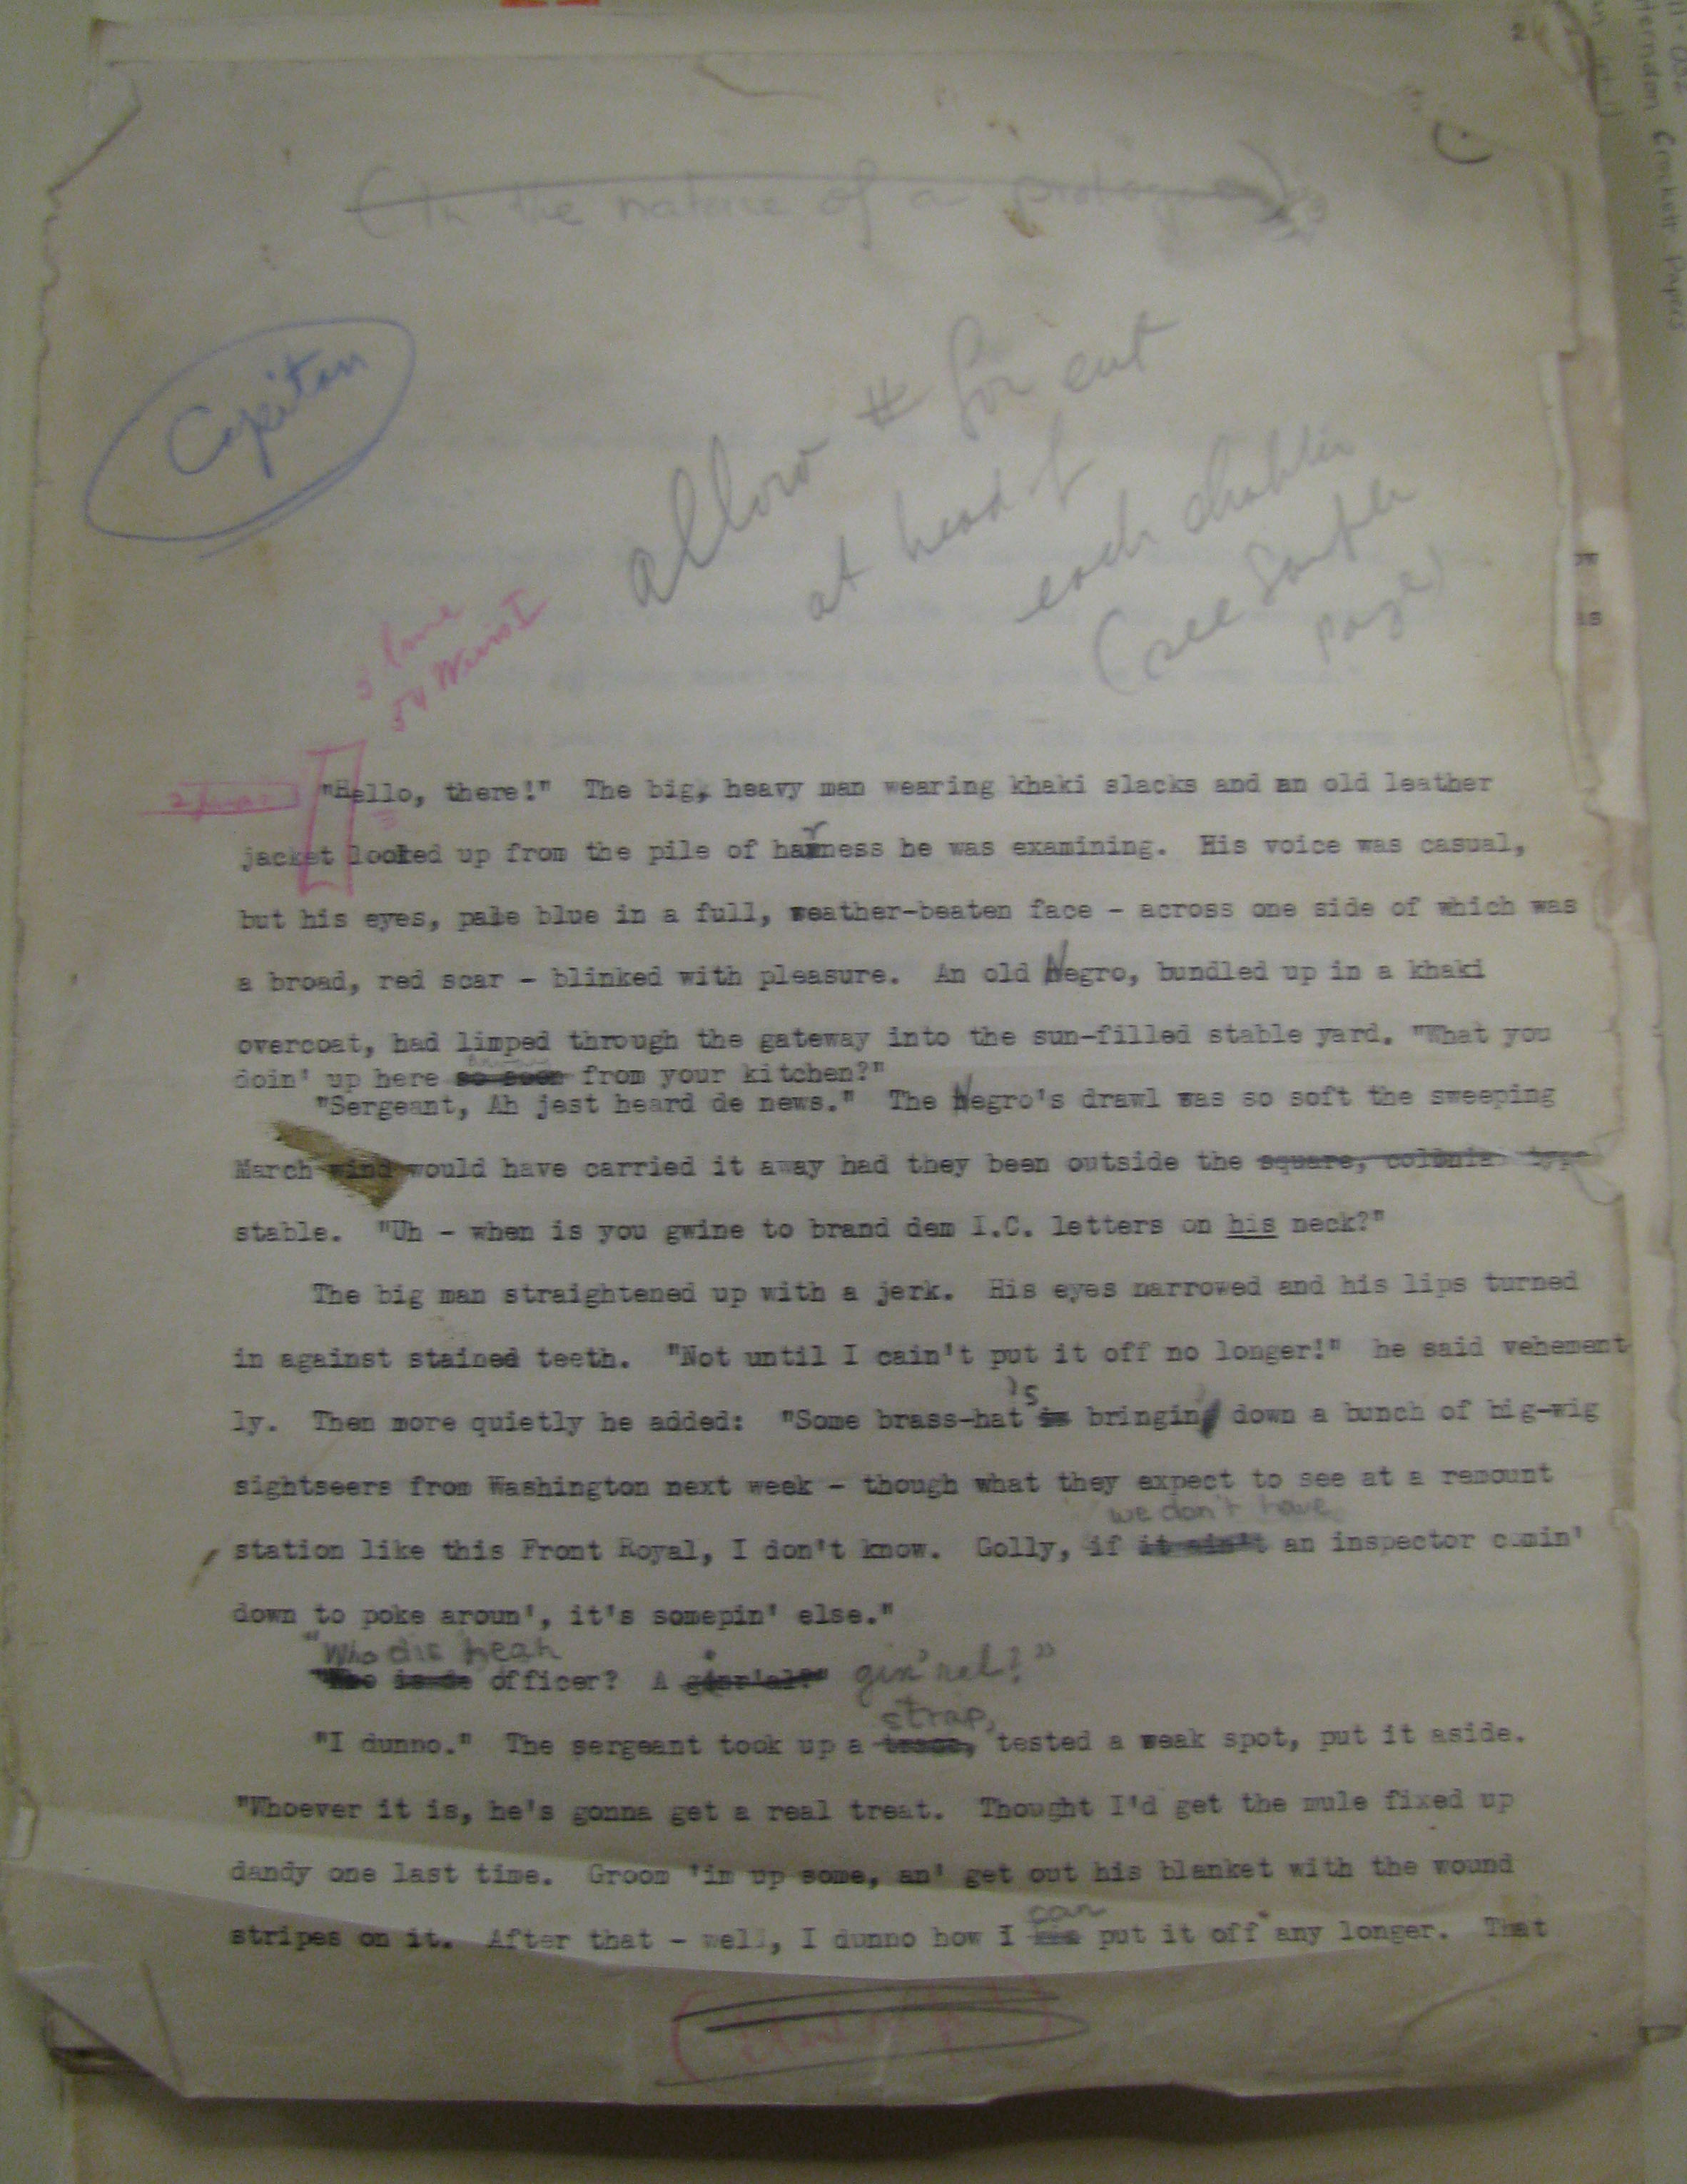 (In the nature of a prologue)
Capitan
allow # for cut
at head of
each chapter
(see sample
page)
"Hello, there!" The big, heavy man wearing khaki slacks and an old leather
jacket looked up from the pile of harness he was examining. His voice was casual,
but his eyes, pale blue in a full, weather-beaten face - across one side of which was
a broad, red scar - blinked with pleasure. An old Negro, bundled up in a khaki
overcoat, had limped through the gateway into the sun-filled stable yard. "What you
doin' up here so soon from your kitchen?"
"Sergeant, Ah jest heard de news." The Negro's drawl was so soft the sweeping
March wind would have carried it away had they been outside the square, colonial type
stable. "Uh - when is you gwine to brand dem I.C. letters on his neck?"
The big man straightened up with a jerk. His eyes narrowed and his lips turned
in against stained teeth. "Not until I cain't put it off no longer!" he said vehement-
's
ly. Then more quietly he added: "Some brass-hat is bringing down a bunch of big-wig
sightseers from Washington next week - though what they expect to see at a remount
we don't have
station like this Front Royal, I don't know. Golly, if it ain't an inspector comin'
down to poke aroun', it's somepin' else."
"Who dis heah
Who is de officer? A gin'ral?" gin'nel?"
strap,
"I dunno." The sergeant took up a trace, tested a weak spot, put it aside.
"Whoever it is, he's gonna get a real treat. Thought I'd get the mule fixed up
dandy one last time. Groom 'im up some, an' get out his blanket with the wound
can
stripes on it. After that - well, I dunno how I put it off any longer. That